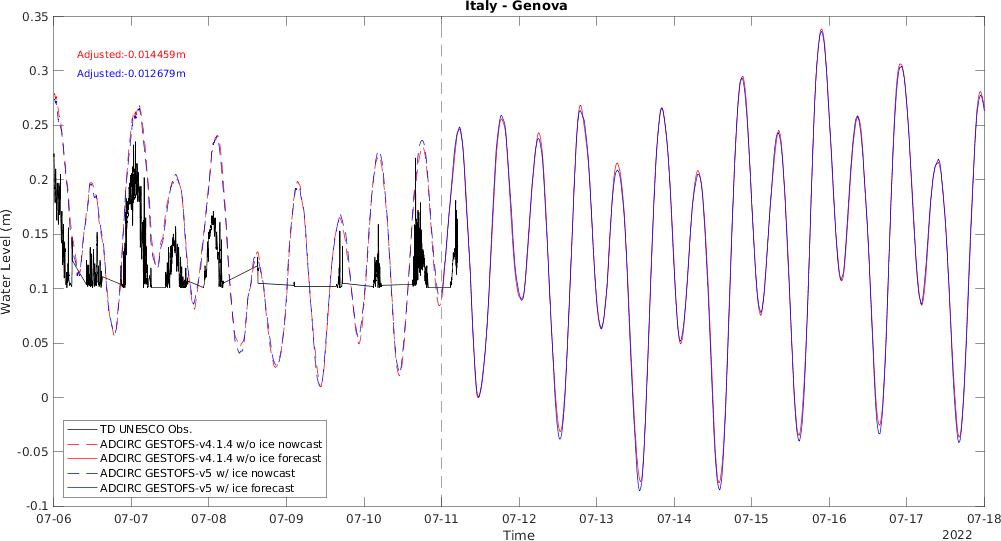 Italy - Genova
Adjusted:-0.014459m
Adjusted:-0.012679m
0.35
0.3
0.25
0.2
0.15
0.1
0.05
0
-0.05
-0.1
Water Level (m)
TD UNESCO Obs.
ADCIRC GESTOFS-v4.1.4 w/o ice nowcast
ADCIRC GESTOFS-v4.1.4 w/o ice forecast
ADCIRC GESTOFS-v5 w/ ice nowcast
ADCIRC GESTOFS-v5 w/ ice forecast
07-06 07-07 07-08 07-09 07-10 07-11 07-12 07-13 07-14 07-15 07-16 07-17 07-18
Time
2022